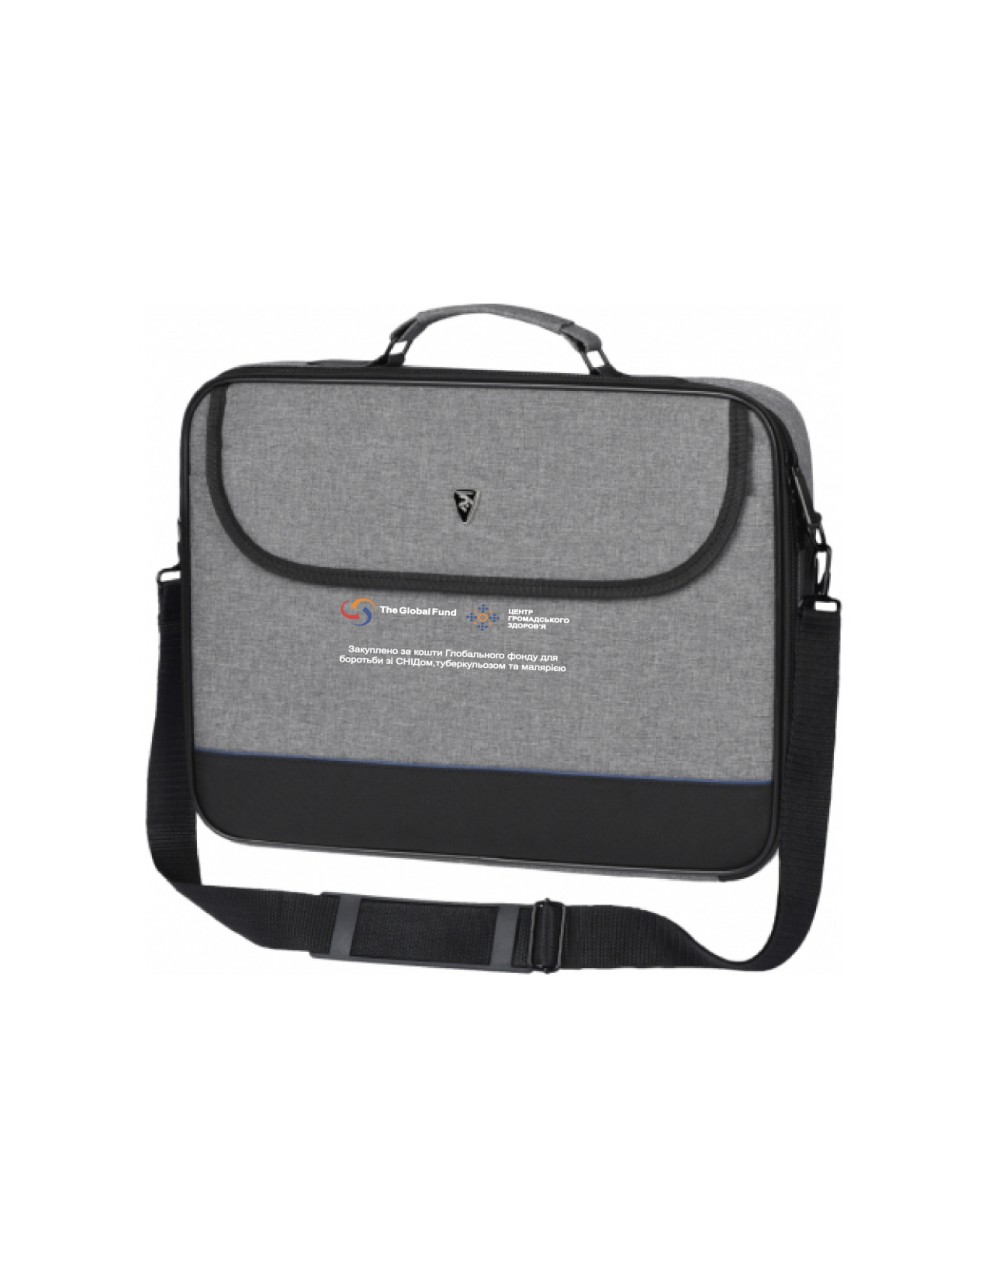 The Global Fund
ЦЕНТР
ГРОМАДСЬКОГО
ЗДОРОВ'Я
Закуплено за кошти Глобального фонду для
боротьби зі СНІДом,туберкульозом та малярією